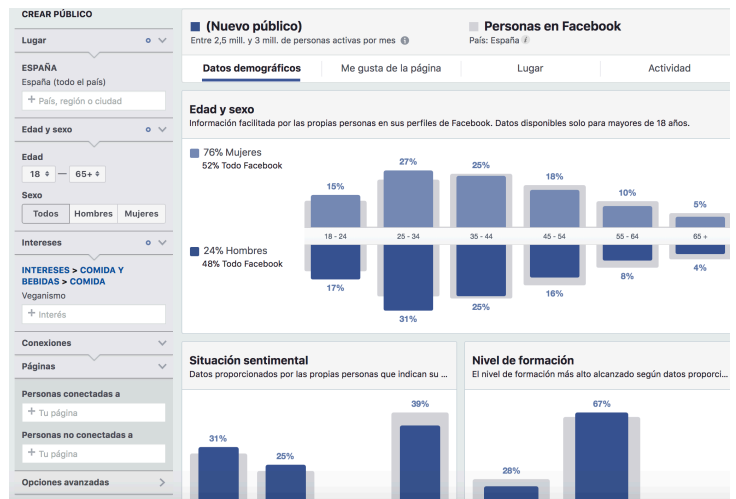 CREAR PÚBLICO
Lugar
ESPAÑA
España (todo el país)
+ País, región o ciudad
Edad y sexo
Edad
18 — 65+
Sexo
Todos Hombres Mujeres
Intereses
INTERESES > COMIDA Y
BEBIDAS > COMIDA
Veganismo
+ Interés
Conexiones
Páginas
Personas conectadas a
+ Tu página
Personas no conectadas a
+ Tu página
Opciones avanzadas
(Nuevo público)
Entre 2,5 mill. y 3 mill. de personas activas por mes
Personas en Facebook
País: España
Datos demográficos Me gusta de la página Lugar Actividad
Edad y sexo
Información facilitada por las propias personas en sus perfiles de Facebook. Datos disponibles solo para mayores de 18 años.
76% Mujeres
52% Todo Facebook
15% 27% 25% 18% 10% 5%
18 - 24 25 - 34 35 - 44 45 - 54 55 - 64 65 +
24% Hombres
48% Todo Facebook
17% 31% 25% 16% 8% 4%
Situación sentimental
Datos proporcionados por las propias personas que indican su ...
31% 25% 39%
Nivel de formación
El nivel de formación más alto alcanzado según datos proporci...
28% 67%